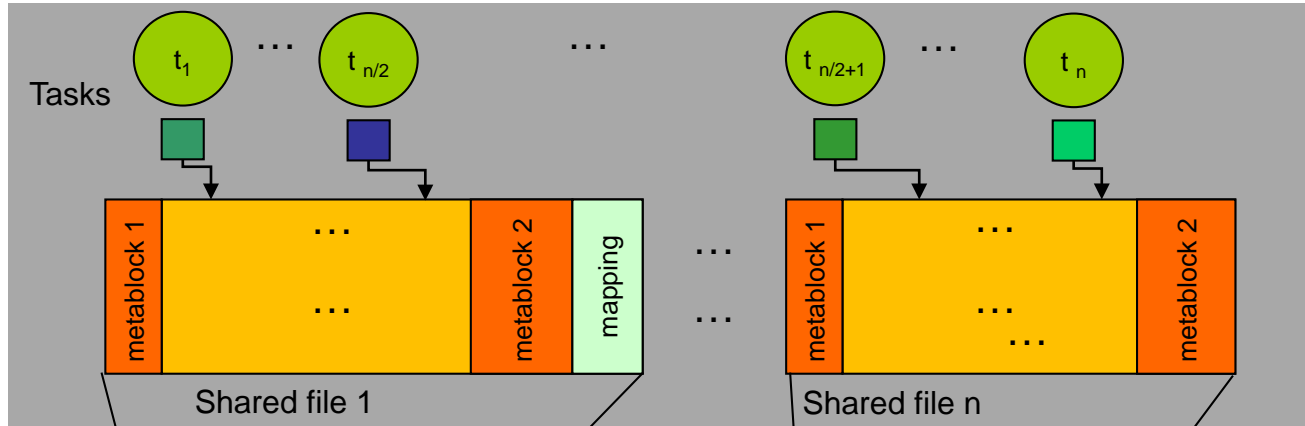 t1 ... t n/2 ... t n/2+1 ... t n
Tasks
metablock 1 ... metablock 2 mapping ... metablock 1 ... metablock 2
... ... ...
...
Shared file 1 Shared file n